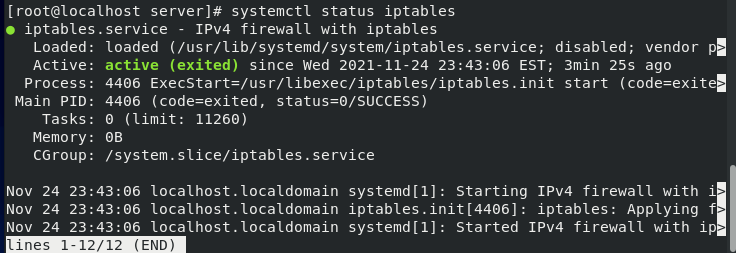 [root@localhost server]# systemctl status iptables
● iptables.service - IPv4 firewall with iptables
   Loaded: loaded (/usr/lib/systemd/system/iptables.service; disabled; vendor p>
   Active: active (exited) since Wed 2021-11-24 23:43:06 EST; 3min 25s ago
  Process: 4406 ExecStart=/usr/libexec/iptables/iptables.init start (code=exite>
 Main PID: 4406 (code=exited, status=0/SUCCESS)
    Tasks: 0 (limit: 11260)
   Memory: 0B
   CGroup: /system.slice/iptables.service

Nov 24 23:43:06 localhost.localdomain systemd[1]: Starting IPv4 firewall with i>
Nov 24 23:43:06 localhost.localdomain iptables.init[4406]: iptables: Applying f>
Nov 24 23:43:06 localhost.localdomain systemd[1]: Started IPv4 firewall with ip>
lines 1-12/12 (END)